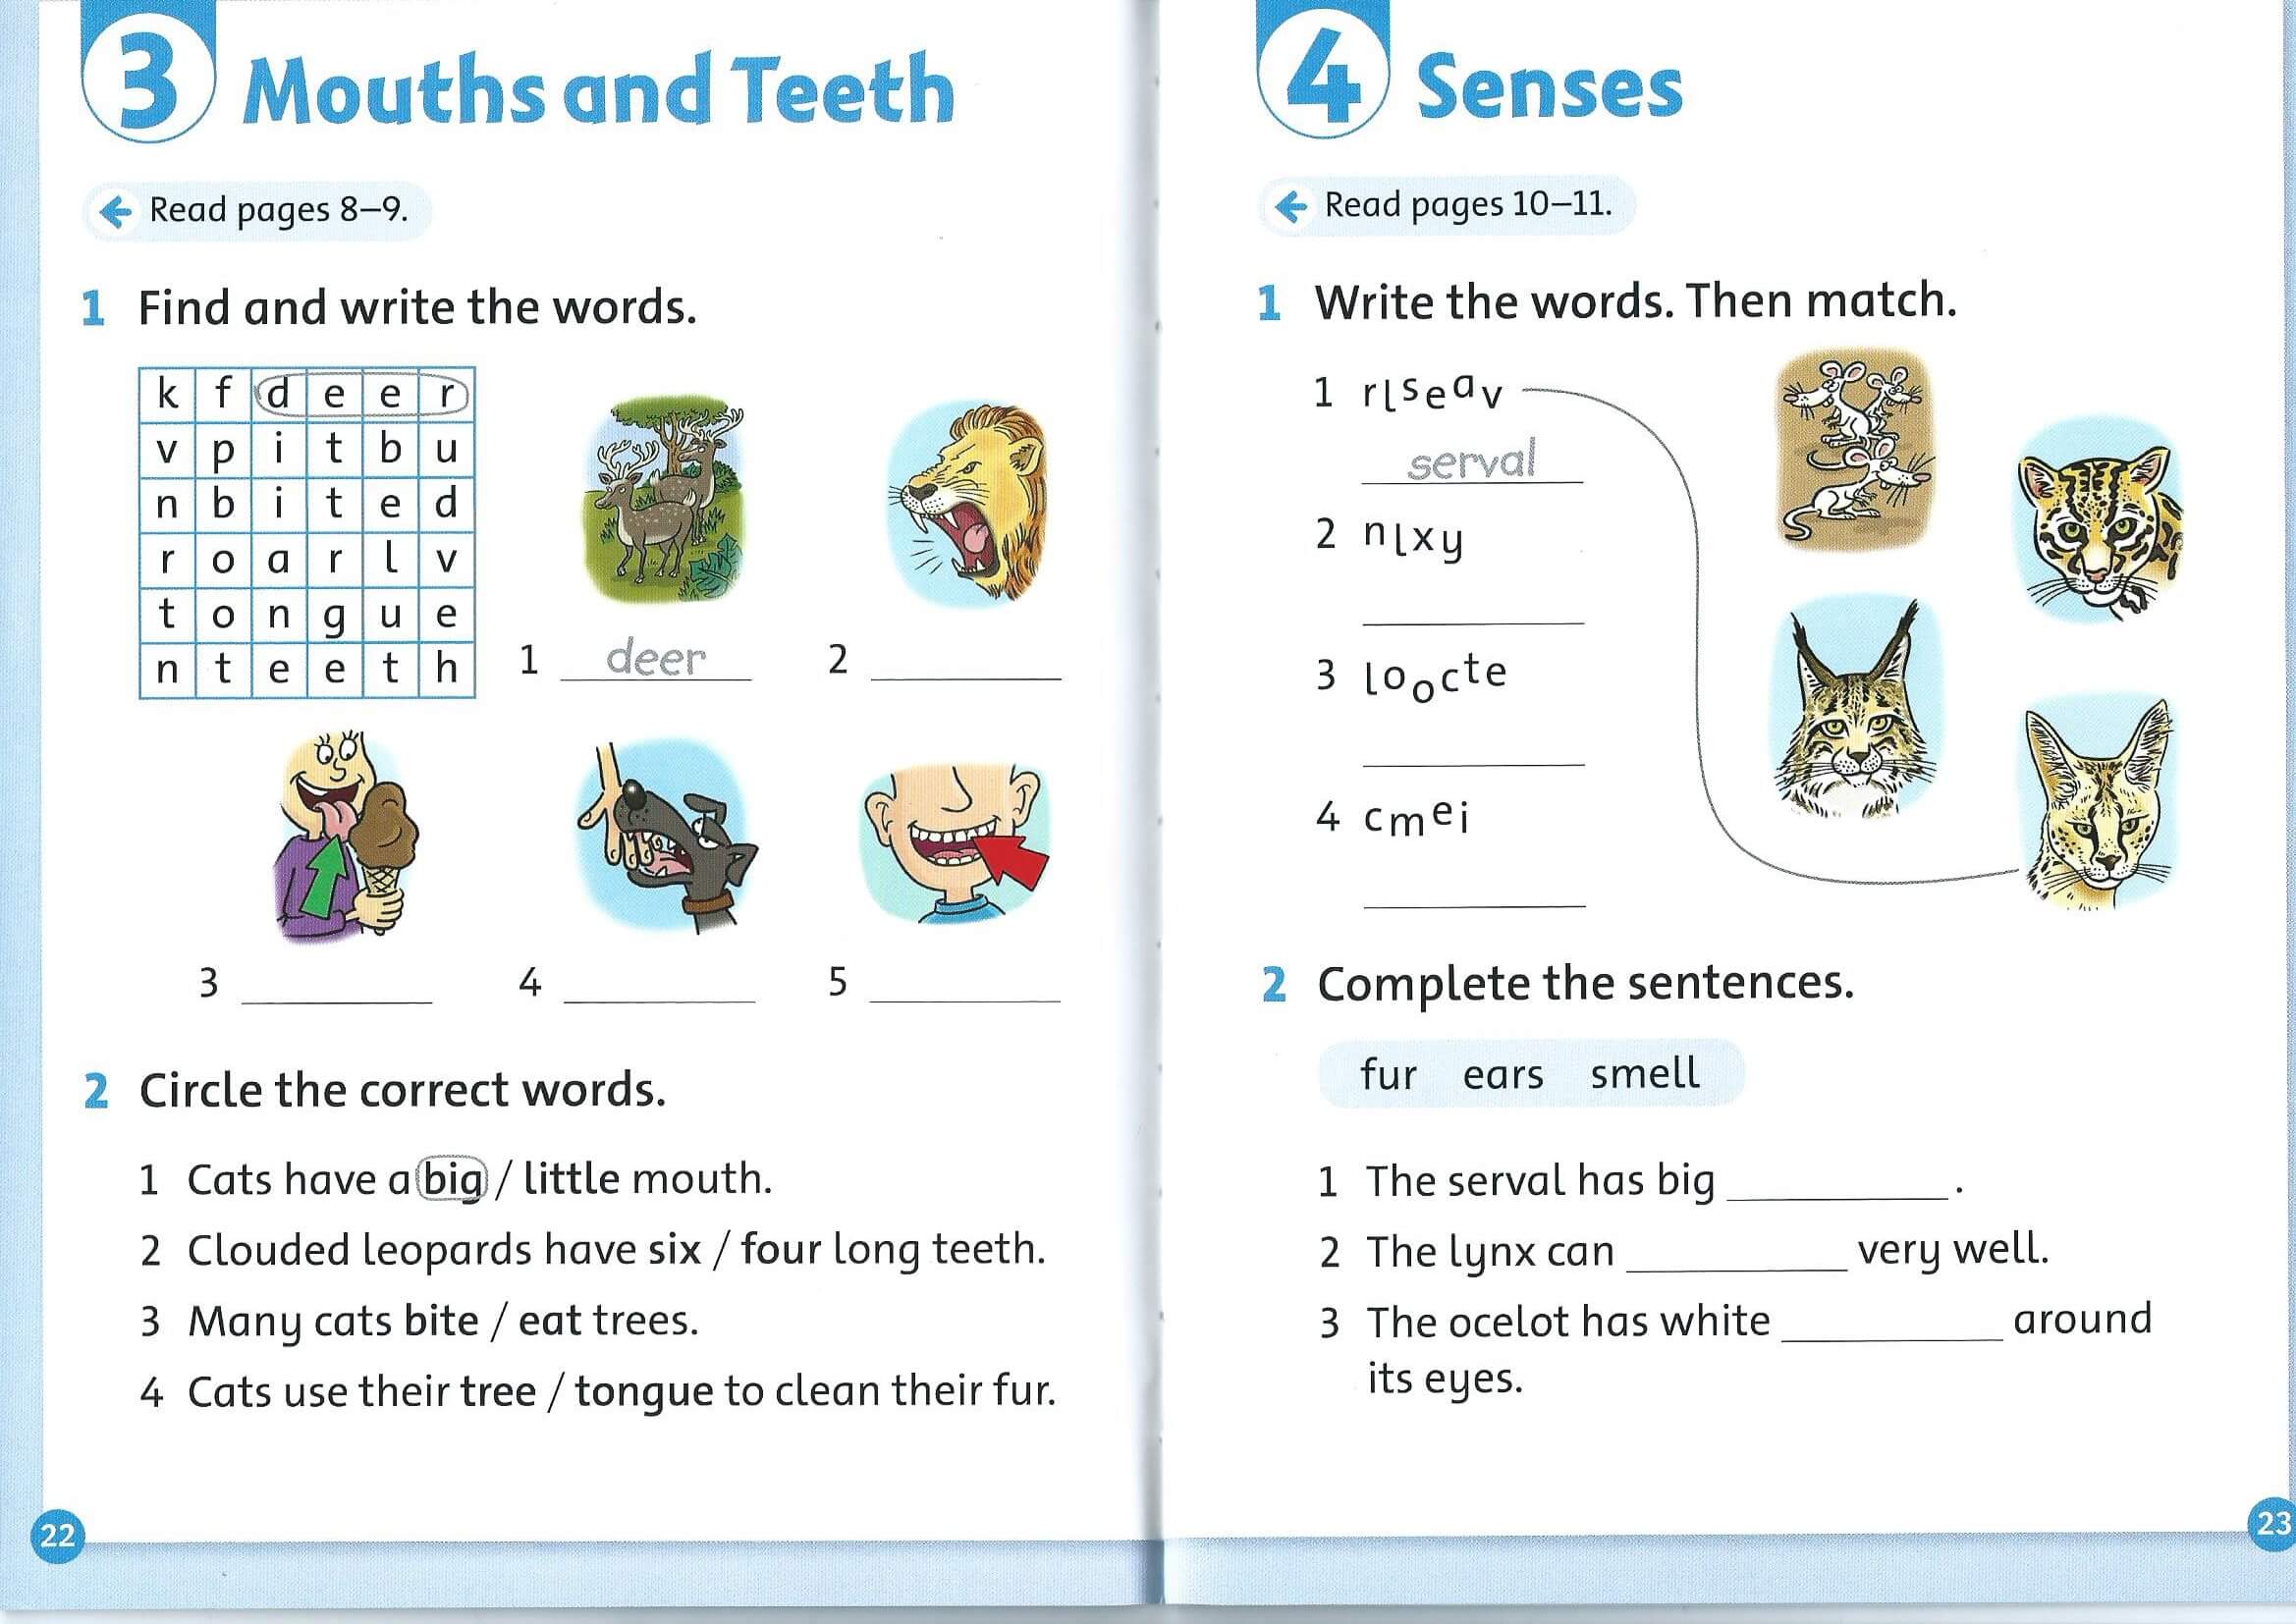 3 Mouths and Teeth
Read pages 8–9.
1 Find and write the words.
k f d e e r
v p i t b u
n b i t e d
r o a r l v
t o n g u e
n t e e t h
1 deer
2
3
4
5
2 Circle the correct words.
1 Cats have a big / little mouth.
2 Clouded leopards have six / four long teeth.
3 Many cats bite / eat trees.
4 Cats use their tree / tongue to clean their fur.
22
4 Senses
Read pages 10–11.
1 Write the words. Then match.
1 rlseav
serval
2 nlxy
3 loocte
4 cmei
2 Complete the sentences.
fur ears smell
1 The serval has big ________ .
2 The lynx can ________ very well.
3 The ocelot has white ________ around
its eyes.
23